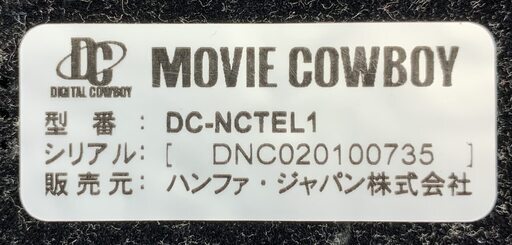 DC MOVIE COWBOY
DIGITAL COWBOY
型番: DC-NCTEL1
シリアル: [ DNC020100735 ]
販売元: ハンファ・ジャパン株式会社